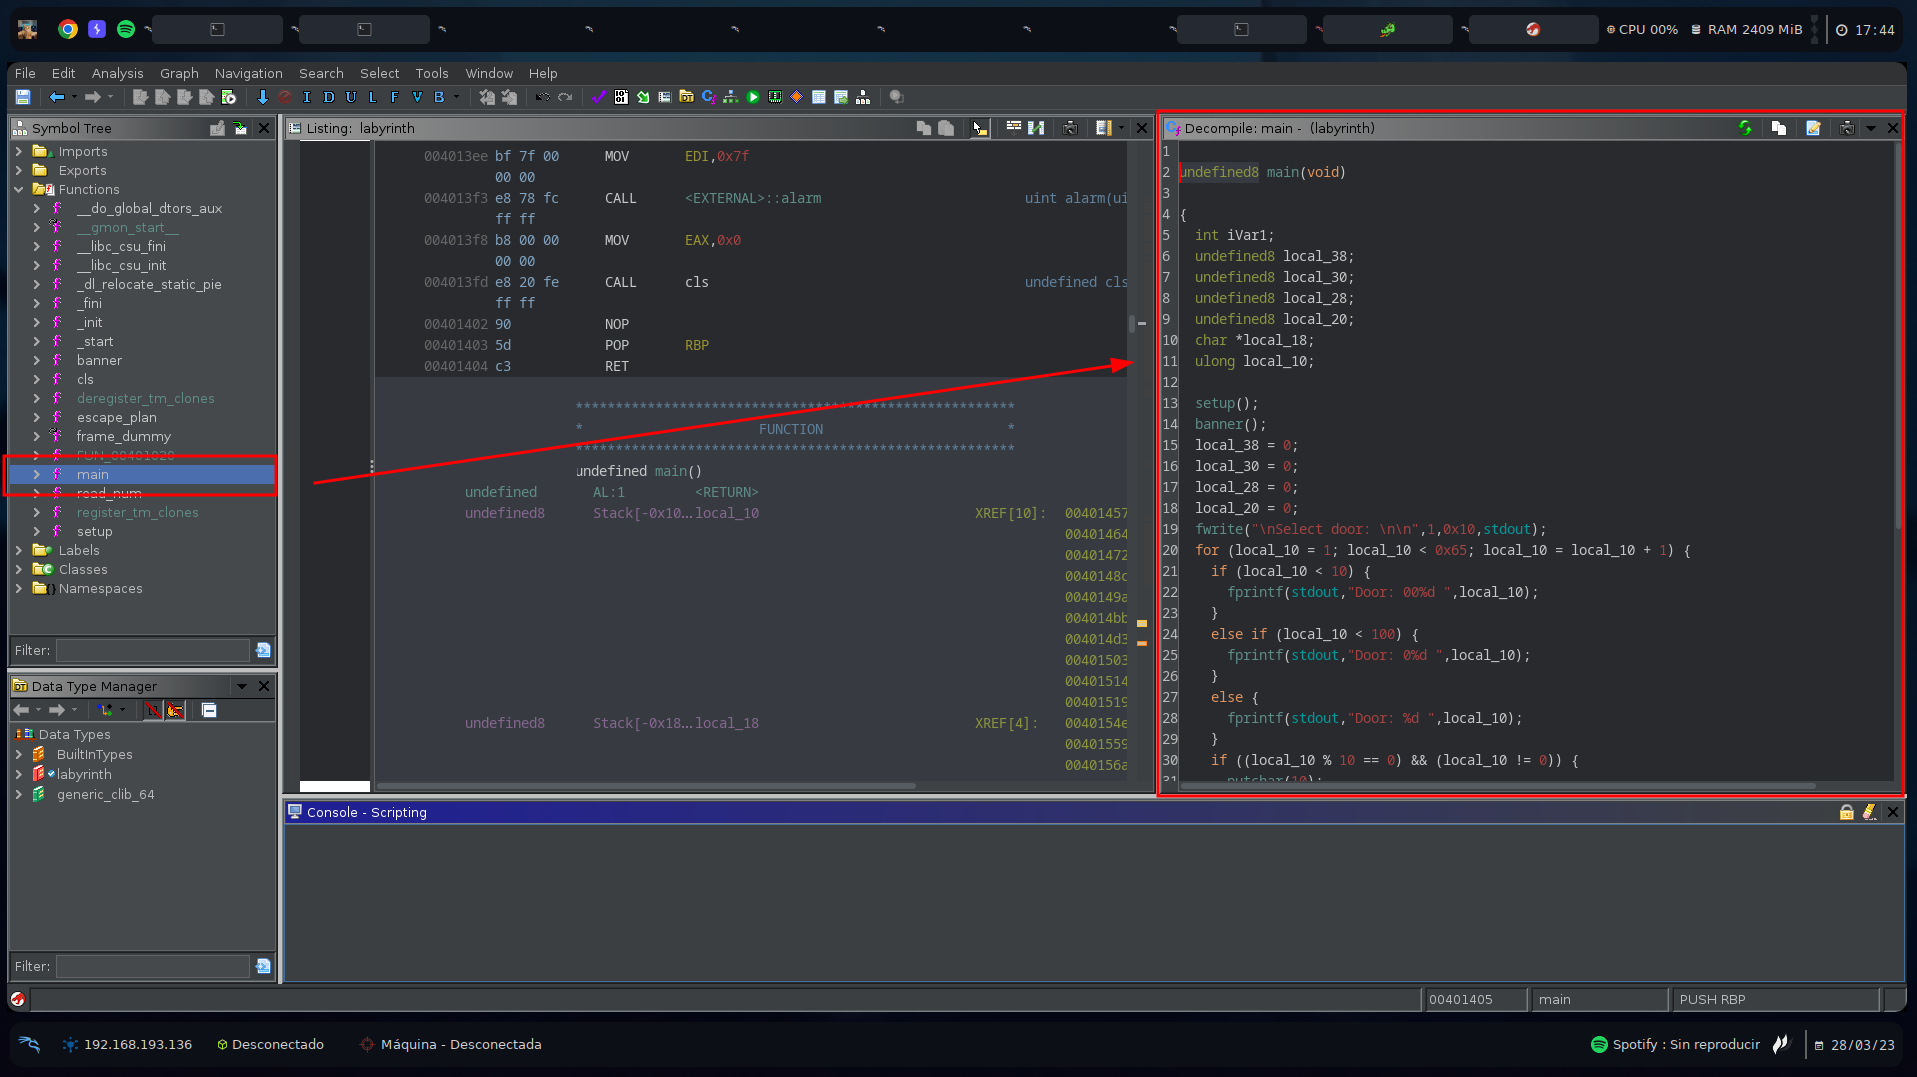 CPU 00%
RAM 2409 MiB
17:44
File Edit Analysis Graph Navigation Search Select Tools Window Help
I D U L F V B
Symbol Tree
Imports
Exports
Functions
__do_global_dtors_aux
__gmon_start__
__libc_csu_fini
__libc_csu_init
_dl_relocate_static_pie
_fini
_init
_start
banner
cls
deregister_tm_clones
escape_plan
frame_dummy
FUN_00401020
main
read_num
register_tm_clones
setup
Labels
Classes
Namespaces
Filter:
Data Type Manager
Data Types
BuiltInTypes
labyrinth
generic_clib_64
Filter:
Listing: labyrinth
004013ee bf 7f 00 MOV EDI,0x7f
00 00
004013f3 e8 78 fc CALL <EXTERNAL>::alarm uint alarm(ui
ff ff
004013f8 b8 00 00 MOV EAX,0x0
00 00
004013fd e8 20 fe CALL cls undefined cls
ff ff
00401402 90 NOP
00401403 5d POP RBP
00401404 c3 RET
*******************************************************
* FUNCTION *
*******************************************************
undefined main()
undefined AL:1 <RETURN>
undefined8 Stack[-0x10...local_10 XREF[10]: 00401457
00401464
00401472
0040148c
0040149a
004014bb
004014d3
00401503
00401514
00401519
undefined8 Stack[-0x18...local_18 XREF[4]: 0040154e
00401559
0040156a
Decompile: main - (labyrinth)
1
2 undefined8 main(void)
3
4 {
5 int iVar1;
6 undefined8 local_38;
7 undefined8 local_30;
8 undefined8 local_28;
9 undefined8 local_20;
10 char *local_18;
11 ulong local_10;
12
13 setup();
14 banner();
15 local_38 = 0;
16 local_30 = 0;
17 local_28 = 0;
18 local_20 = 0;
19 fwrite("\nSelect door: \n\n",1,0x10,stdout);
20 for (local_10 = 1; local_10 < 0x65; local_10 = local_10 + 1) {
21 if (local_10 < 10) {
22 fprintf(stdout,"Door: 00%d ",local_10);
23 }
24 else if (local_10 < 100) {
25 fprintf(stdout,"Door: 0%d ",local_10);
26 }
27 else {
28 fprintf(stdout,"Door: %d ",local_10);
29 }
30 if ((local_10 % 10 == 0) && (local_10 != 0)) {
31 putchar(10);
Console - Scripting
00401405
main
PUSH RBP
192.168.193.136
Desconectado
Máquina - Desconectada
Spotify : Sin reproducir
28/03/23